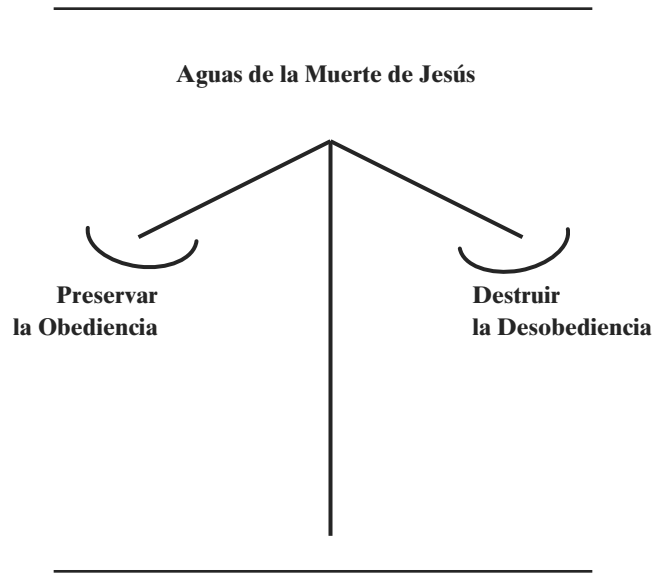 Aguas de la Muerte de Jesús
Preservar
la Obediencia
Destruir
la Desobediencia